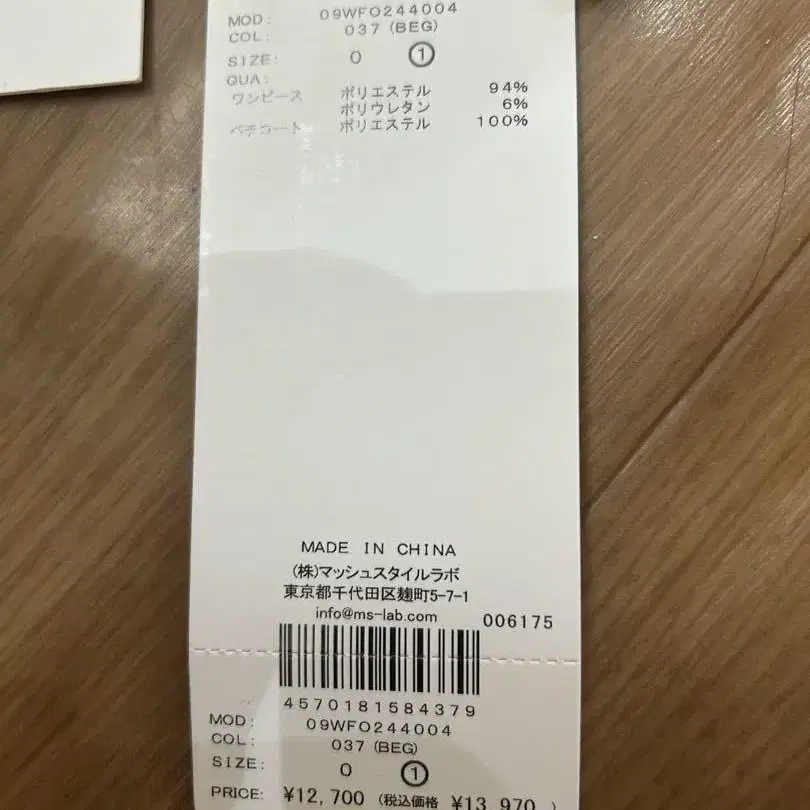 MOD: 09WFO244004
COL: 037 (BEG)
SIZE: 0 ①
QUA:
ワンピース ポリエステル 94%
ポリウレタン 6%
ペチコート ポリエステル 100%
MADE IN CHINA
(株)マッシュスタイルラボ
東京都千代田区麹町5-7-1
info@ms-lab.com 006175
4570181584379
MOD: 09WFO244004
COL: 037 (BEG)
SIZE: 0 ①
PRICE: ¥12,700 (税込価格 ¥13,970 )